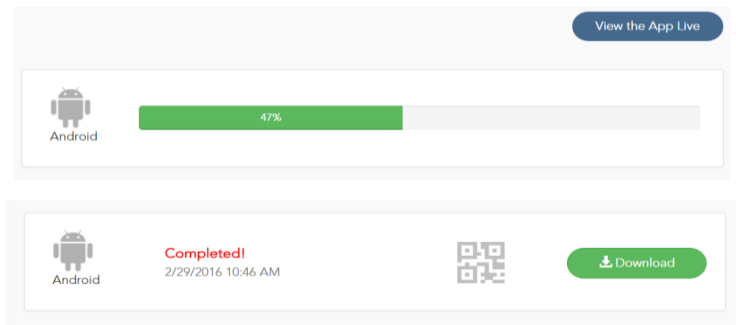 View the App Live
47%
Android
Completed!
2/29/2016 10:46 AM
Download
Android